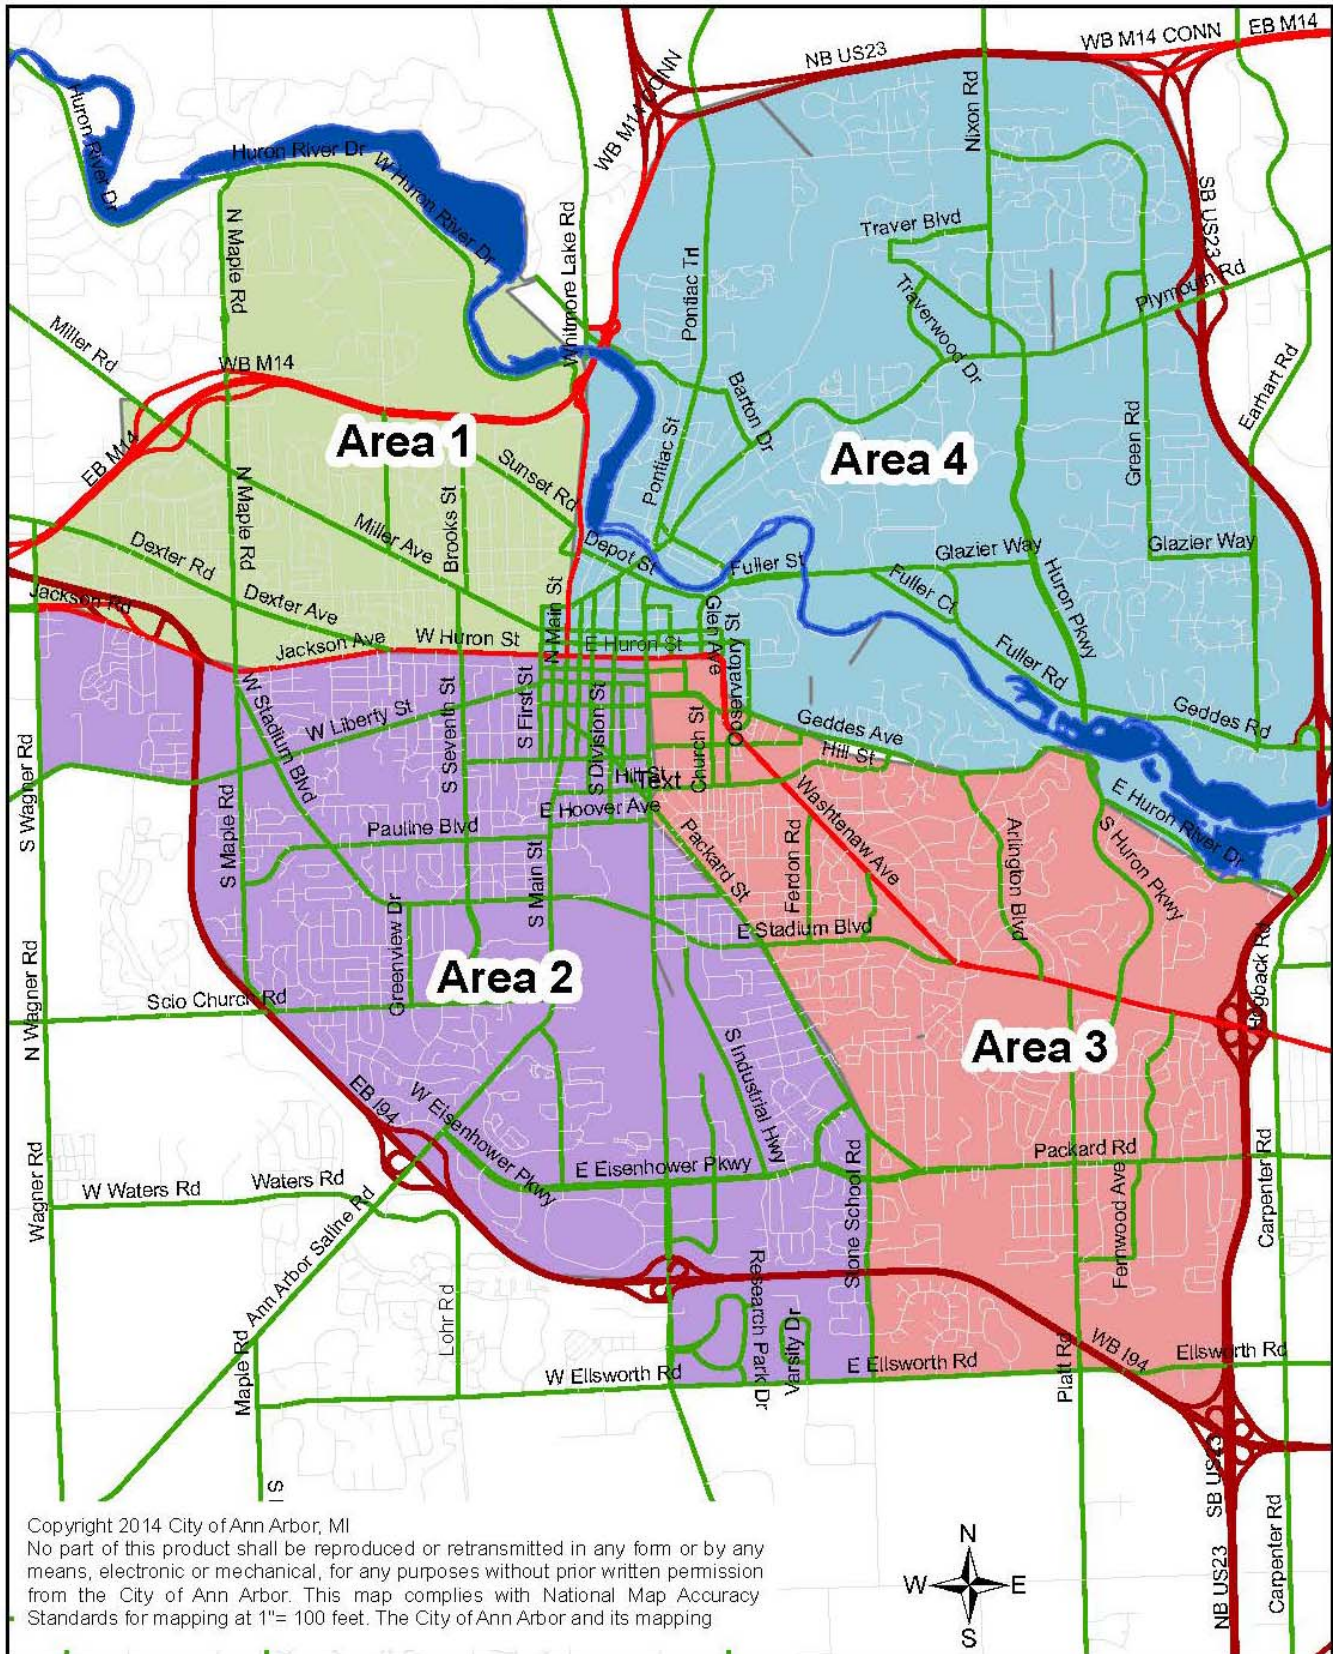 WB M14 CONN
EB M14
NB US23
WB M14 CONN
Nixon Rd
Huron River Dr
Huron River Dr
W Huron River Dr
Huron River Dr
N Maple Rd
Whitmore Lake Rd
Pontiac Trl
Traver Blvd
SB US23
Plymouth Rd
Traverwood Dr
Miller Rd
WB M14
Barton Dr
Earhart Rd
Area 1
Area 4
EB M14
Sunset Rd
Pontiac St
Green Rd
N Maple Rd
Miller Ave
Brooks St
Dexter Rd
Depot St
Fuller St
Glazier Way
Glazier Way
Jackson Rd
Dexter Ave
Fuller Ct
Huron Pkwy
Jackson Ave
W Huron St
N Main St
E Huron St
Glen Ave
Observatory St
Fuller Rd
W Stadium Blvd
W Liberty St
S Seventh St
S First St
S Division St
Church St
Geddes Ave
Geddes Rd
Hill St
S Wagner Rd
Hill St
Text
Washtenaw Ave
E Huron River Dr
S Maple Rd
Pauline Blvd
E Hoover Ave
Packard St
Ferdon Rd
Arlington Blvd
S Huron Pkwy
S Main St
Greenview Dr
E Stadium Blvd
Hogback Rd
N Wagner Rd
Scio Church Rd
Area 2
Area 3
S Industrial Hwy
EB I94
W Eisenhower Pkwy
Wagner Rd
W Waters Rd
Waters Rd
E Eisenhower Pkwy
Stone School Rd
Packard Rd
Fernwood Ave
Carpenter Rd
Ann Arbor Saline Rd
Lohr Rd
Research Park Dr
Varsity Dr
Maple Rd
W Ellsworth Rd
E Ellsworth Rd
Platt Rd
WB I94
Ellsworth Rd
SB US23
S
NB US23
Carpenter Rd
Copyright 2014 City of Ann Arbor, MI
No part of this product shall be reproduced or retransmitted in any form or by any
means, electronic or mechanical, for any purposes without prior written permission
from the City of Ann Arbor. This map complies with National Map Accuracy
Standards for mapping at 1"= 100 feet. The City of Ann Arbor and its mapping
N
W E
S